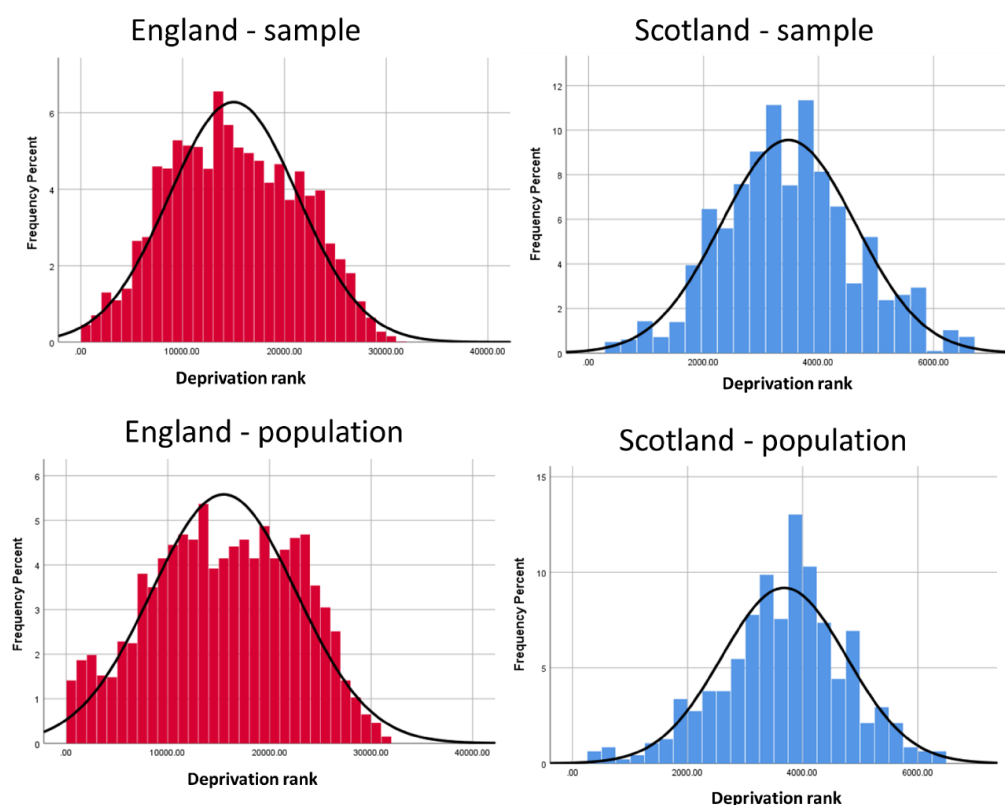 England - sample
Frequency Percent
6
4
2
0
.00 10000.00 20000.00 30000.00 40000.00
Deprivation rank
Scotland - sample
Frequency Percent
12
10
8
6
4
2
0
.00 2000.00 4000.00 6000.00
Deprivation rank
England - population
Frequency Percent
6
5
4
3
2
1
0
.00 10000.00 20000.00 30000.00 40000.00
Deprivation rank
Scotland - population
Frequency Percent
15
10
5
0
.00 2000.00 4000.00 6000.00
Deprivation rank